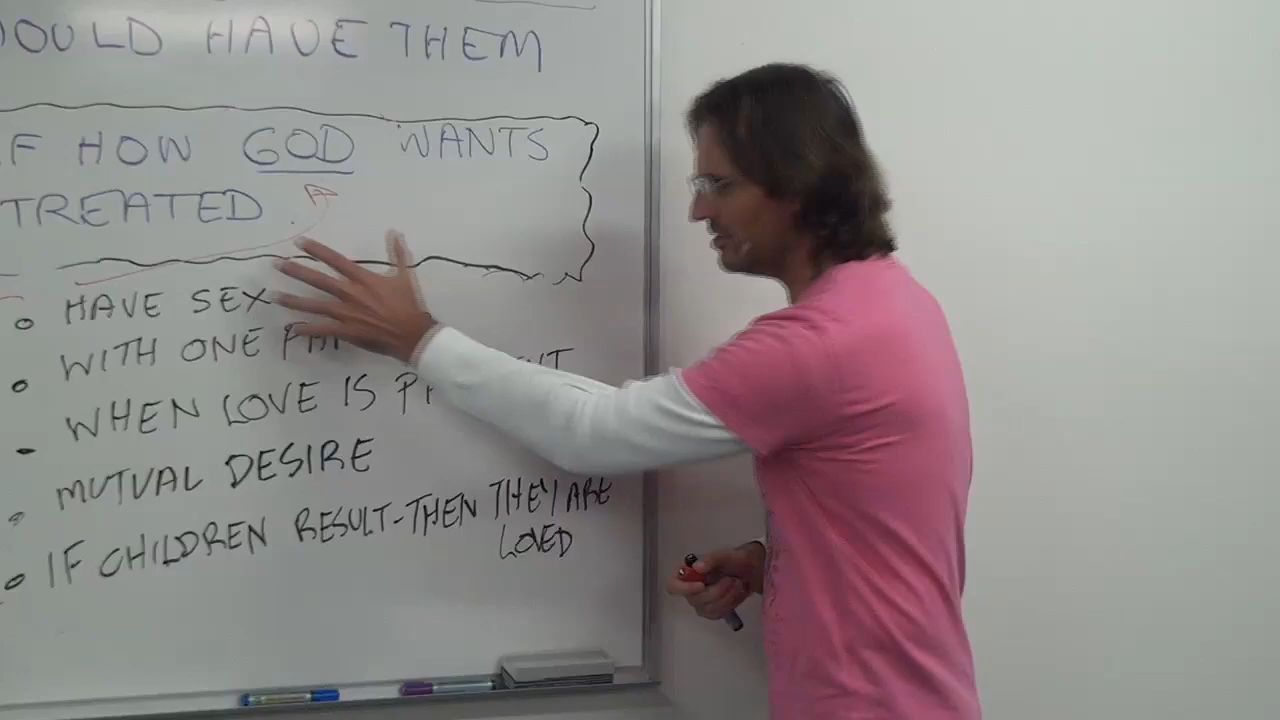 OULD HAVE THEM
F HOW GOD WANTS
TREATED.
HAVE SEX
WITH ONE
WHEN LOVE IS
MUTUAL DESIRE
IF CHILDREN RESULT-THEN THEY ARE
LOVED